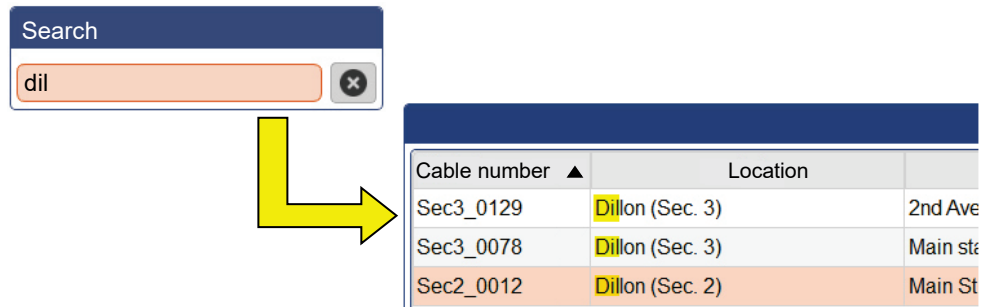 Search
dil
Cable number ▲ Location
Sec3_0129 Dillon (Sec. 3) 2nd Ave
Sec3_0078 Dillon (Sec. 3) Main sta
Sec2_0012 Dillon (Sec. 2) Main St